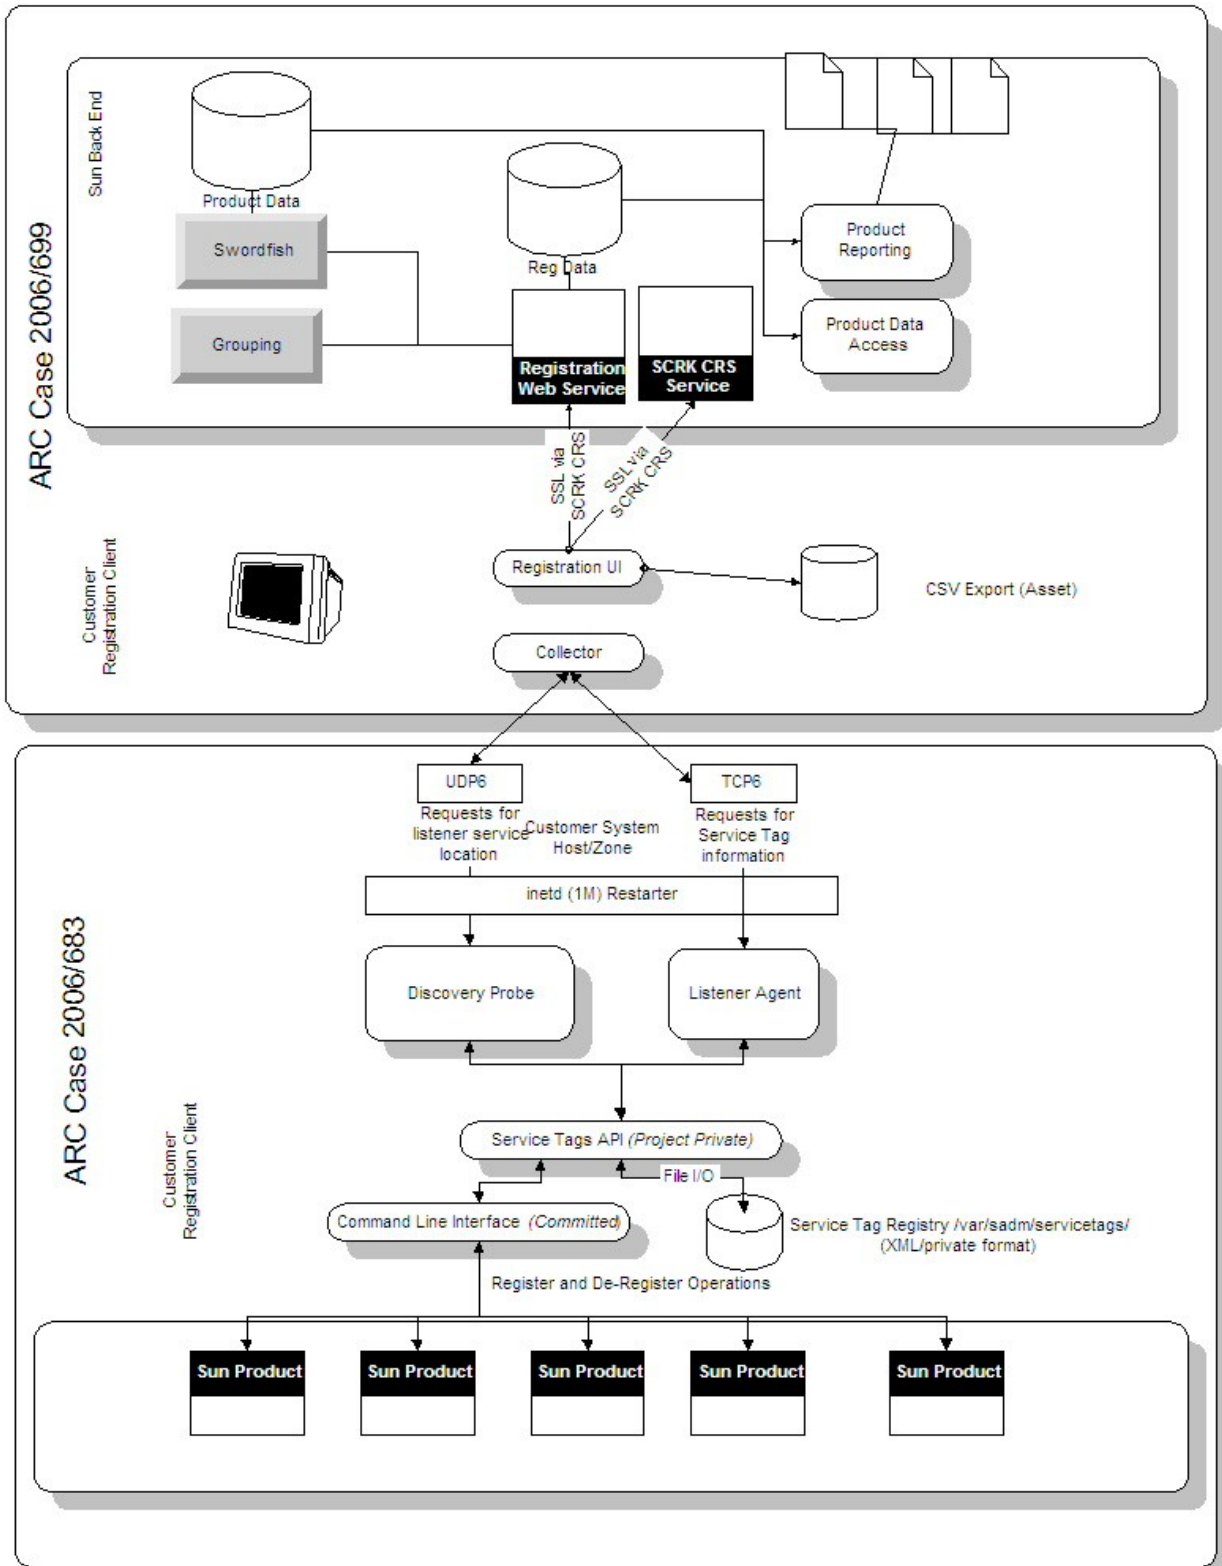 ARC Case 2006/699
Sun Back End
Product Data
Swordfish
Grouping
Reg Data
Registration
Web Service
SCRK CRS
Service
Product
Reporting
Product Data
Access
SSL via
SCRK CRS
SSL via
SCRK CRS
Customer
Registration Client
Registration UI
CSV Export (Asset)
Collector
ARC Case 2006/683
UDP6
TCP6
Requests for
listener service
location
Customer System
Host/Zone
Requests for
Service Tag
information
inetd (1M) Restarter
Discovery Probe
Listener Agent
Customer
Registration Client
Service Tags API (Project Private)
File I/O
Command Line Interface (Committed)
Service Tag Registry /var/sadm/servicetags/
(XML/private format)
Register and De-Register Operations
Sun Product
Sun Product
Sun Product
Sun Product
Sun Product